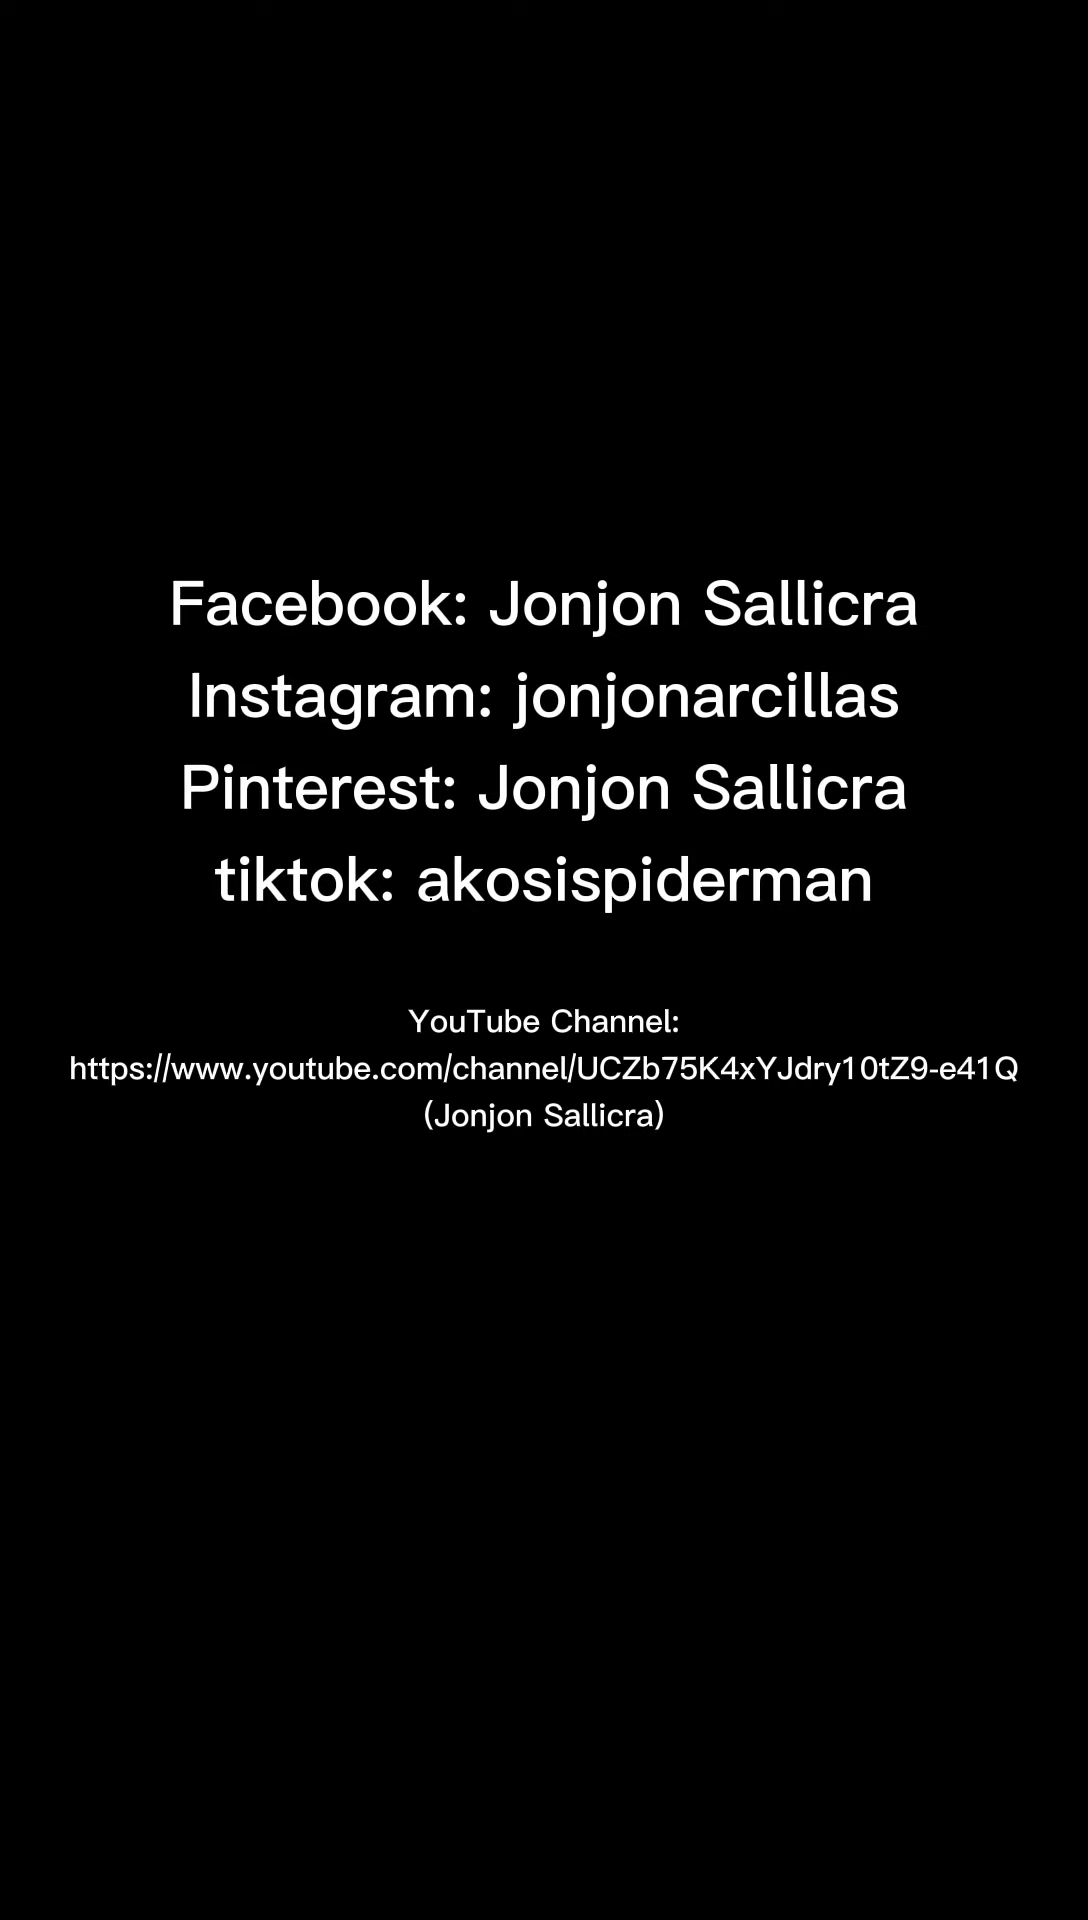 Facebook: Jonjon Sallicra
Instagram: jonjonarcillas
Pinterest: Jonjon Sallicra
tiktok: akosispiderman
YouTube Channel:
https://www.youtube.com/channel/UCZb75K4xYJdry10tZ9-e41Q
(Jonjon Sallicra)